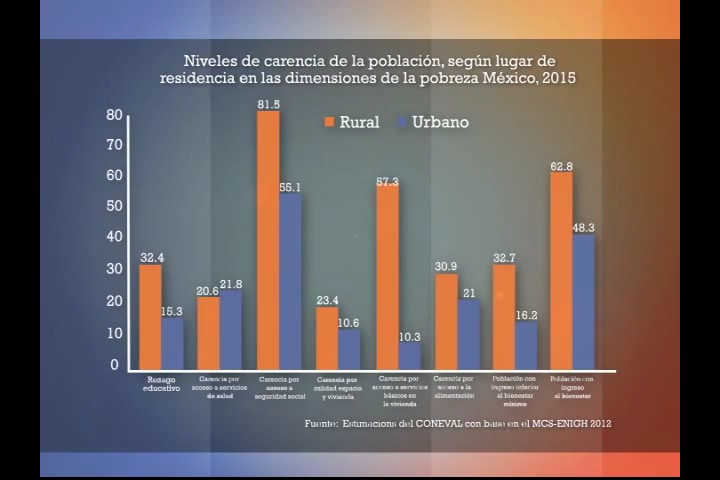 Niveles de carencia de la población, según lugar de
residencia en las dimensiones de la pobreza México, 2015
Rural Urbano
80
70
60
50
40
30
20
10
0
32.4
15.3
20.6
21.8
81.5
55.1
23.4
10.6
57.3
10.3
30.9
21
32.7
16.2
62.8
48.3
Rezago
educativo
Carencia por
acceso a servicios
de salud
Carencia por
acceso a
seguridad social
Carencia por
calidad espacio
y vivienda
Carencia por
acceso a servicios
básicos en
la vivienda
Carencia por
acceso a la
alimentación
Población con
ingreso inferior
al bienestar
mínima
Población con
ingreso
al bienestar
Fuente: Estimacions del CONEVAL con base en el MCS-ENIGH 2012